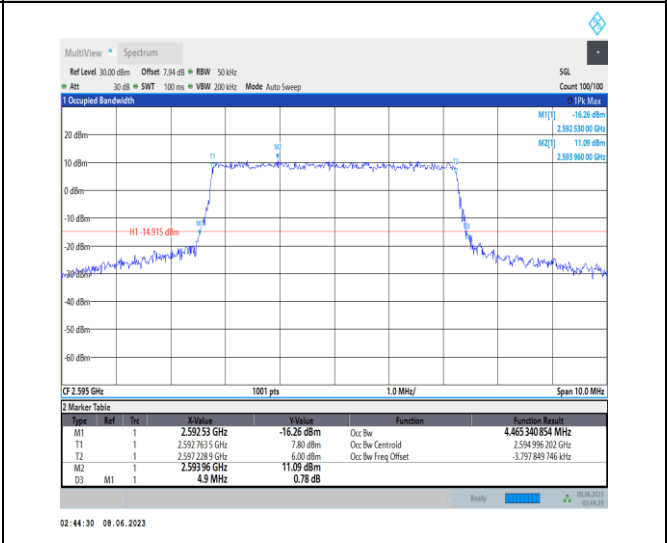 MultiView Spectrum
Ref Level 30.00 dBm Offset 7.94 dB RBW 50 kHz SGL
Att 30 dB SWT 100 ms VBW 200 kHz Mode Auto Sweep Count 100/100
1 Occupied Bandwidth 1Pk Max
M1[1] -16.26 dBm
2.592 530 00 GHz
M2[1] 11.09 dBm
2.593 960 00 GHz
20 dBm
M2
T1
10 dBm
0 dBm
-10 dBm
M1
H1 -14.915 dBm
-20 dBm
-30 dBm
-40 dBm
-50 dBm
-60 dBm
CF 2.595 GHz 1001 pts 1.0 MHz/ Span 10.0 MHz
2 Marker Table
Type Ref Trc X-Value Y-Value Function Function Result
M1 1 2.592 53 GHz -16.26 dBm Occ Bw 4.465 340 854 MHz
T1 1 2.592 763 5 GHz 7.80 dBm Occ Bw Centroid 2.594 996 202 GHz
T2 1 2.597 228 9 GHz 6.00 dBm Occ Bw Freq Offset -3.797 849 746 kHz
M2 1 2.593 96 GHz 11.09 dBm
D3 M1 1 4.9 MHz 0.78 dB
Ready 08.06.2023
02:44:29
02:44:30 08.06.2023